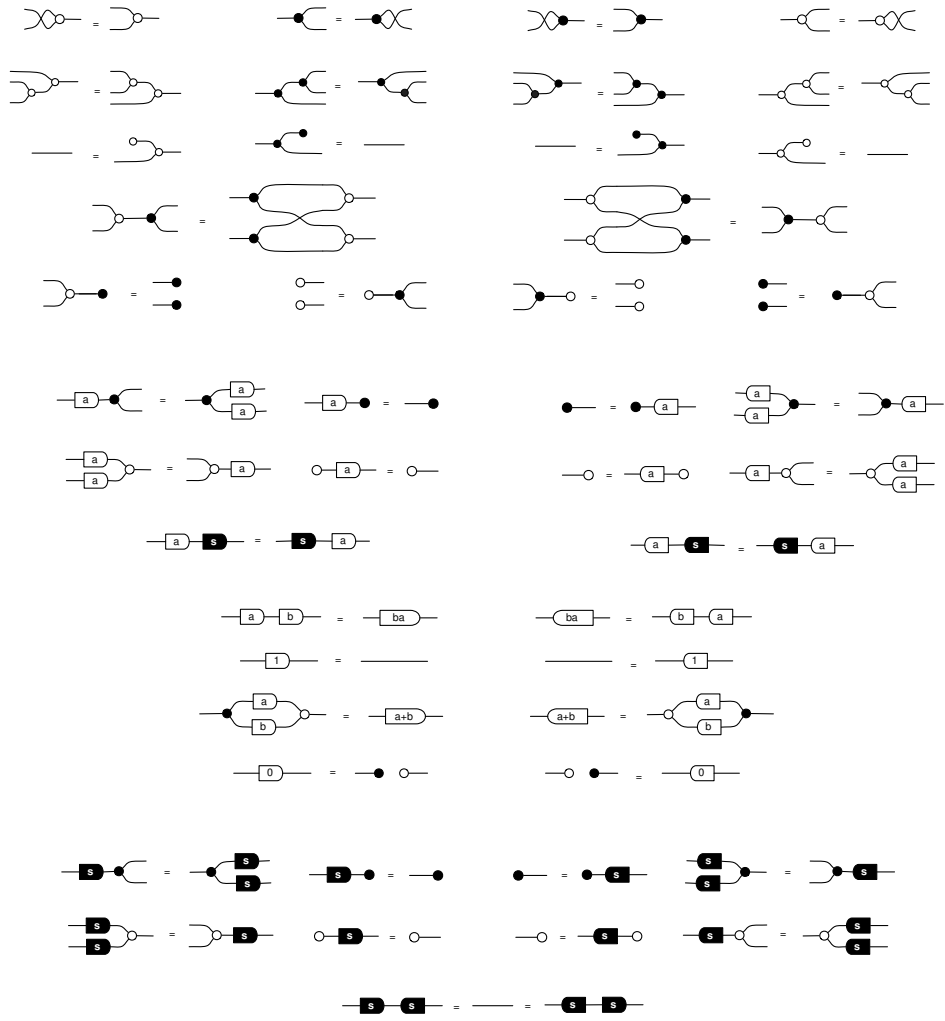 = = = =
= = = =
= = = =
= =
= = = =
a = a a a = = a a a = a
a a = a a = = a a = a a
a s = s a a s = s a
a b = ba ba = b a
1 = = 1
a b = a+b a+b = a b
0 = = 0
s = s s s = = s s s = s
s s = s s = = s s = s s
s s = = s s